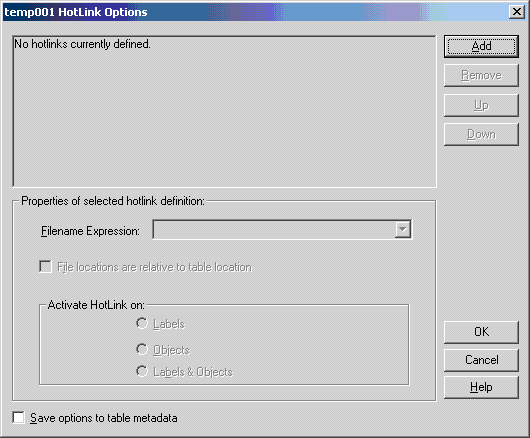 temp001 HotLink Options
No hotlinks currently defined.
Add
Remove
Up
Down
Properties of selected hotlink definition:
Filename Expression:
File locations are relative to table location
Activate HotLink on:
Labels
Objects
Labels & Objects
OK
Cancel
Help
Save options to table metadata